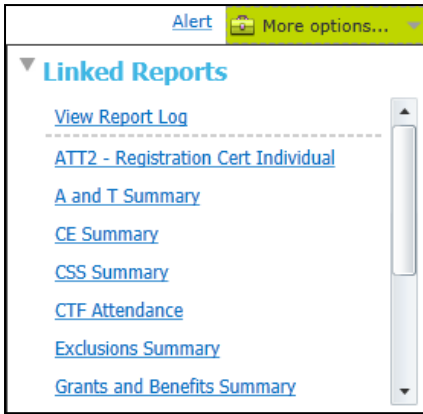 Alert More options...
Linked Reports
View Report Log
ATT2 - Registration Cert Individual
A and T Summary
CE Summary
CSS Summary
CTF Attendance
Exclusions Summary
Grants and Benefits Summary